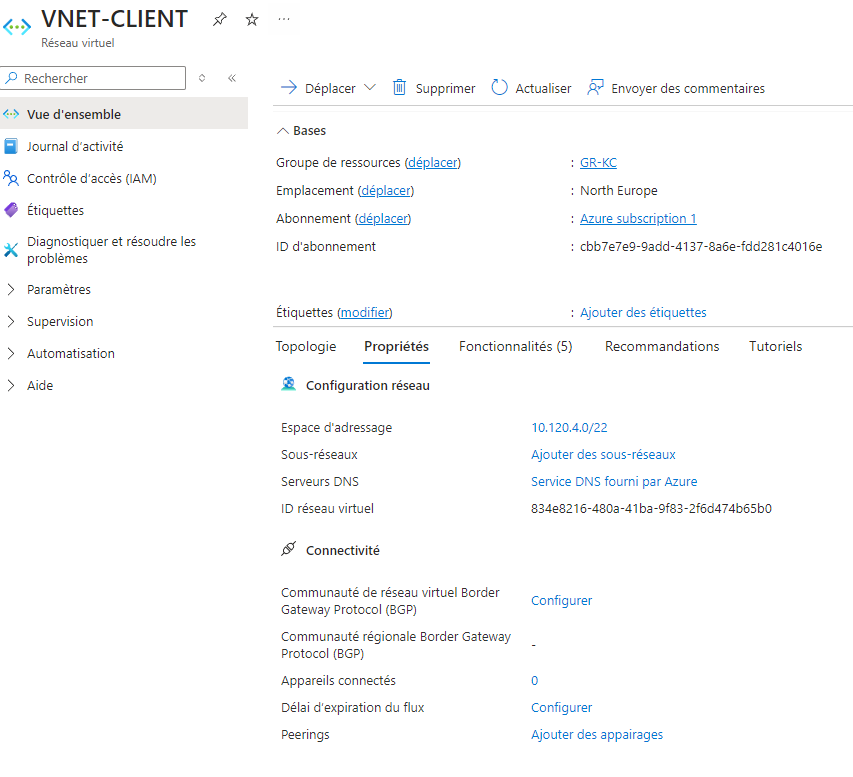 VNET-CLIENT
Réseau virtuel
Rechercher
Vue d'ensemble
Journal d'activité
Contrôle d'accès (IAM)
Étiquettes
Diagnostiquer et résoudre les
problèmes
Paramètres
Supervision
Automatisation
Aide
Déplacer Supprimer Actualiser Envoyer des commentaires
Bases
Groupe de ressources (déplacer) : GR-KC
Emplacement (déplacer) : North Europe
Abonnement (déplacer) : Azure subscription 1
ID d'abonnement : cbb7e7e9-9add-4137-8a6e-fdd281c4016e
Étiquettes (modifier) : Ajouter des étiquettes
Topologie Propriétés Fonctionnalités (5) Recommandations Tutoriels
Configuration réseau
Espace d'adressage 10.120.4.0/22
Sous-réseaux Ajouter des sous-réseaux
Serveurs DNS Service DNS fourni par Azure
ID réseau virtuel 834e8216-480a-41ba-9f83-2f6d474b65b0
Connectivité
Communauté de réseau virtuel Border
Gateway Protocol (BGP) Configurer
Communauté régionale Border Gateway
Protocol (BGP) -
Appareils connectés 0
Délai d'expiration du flux Configurer
Peerings Ajouter des appairages